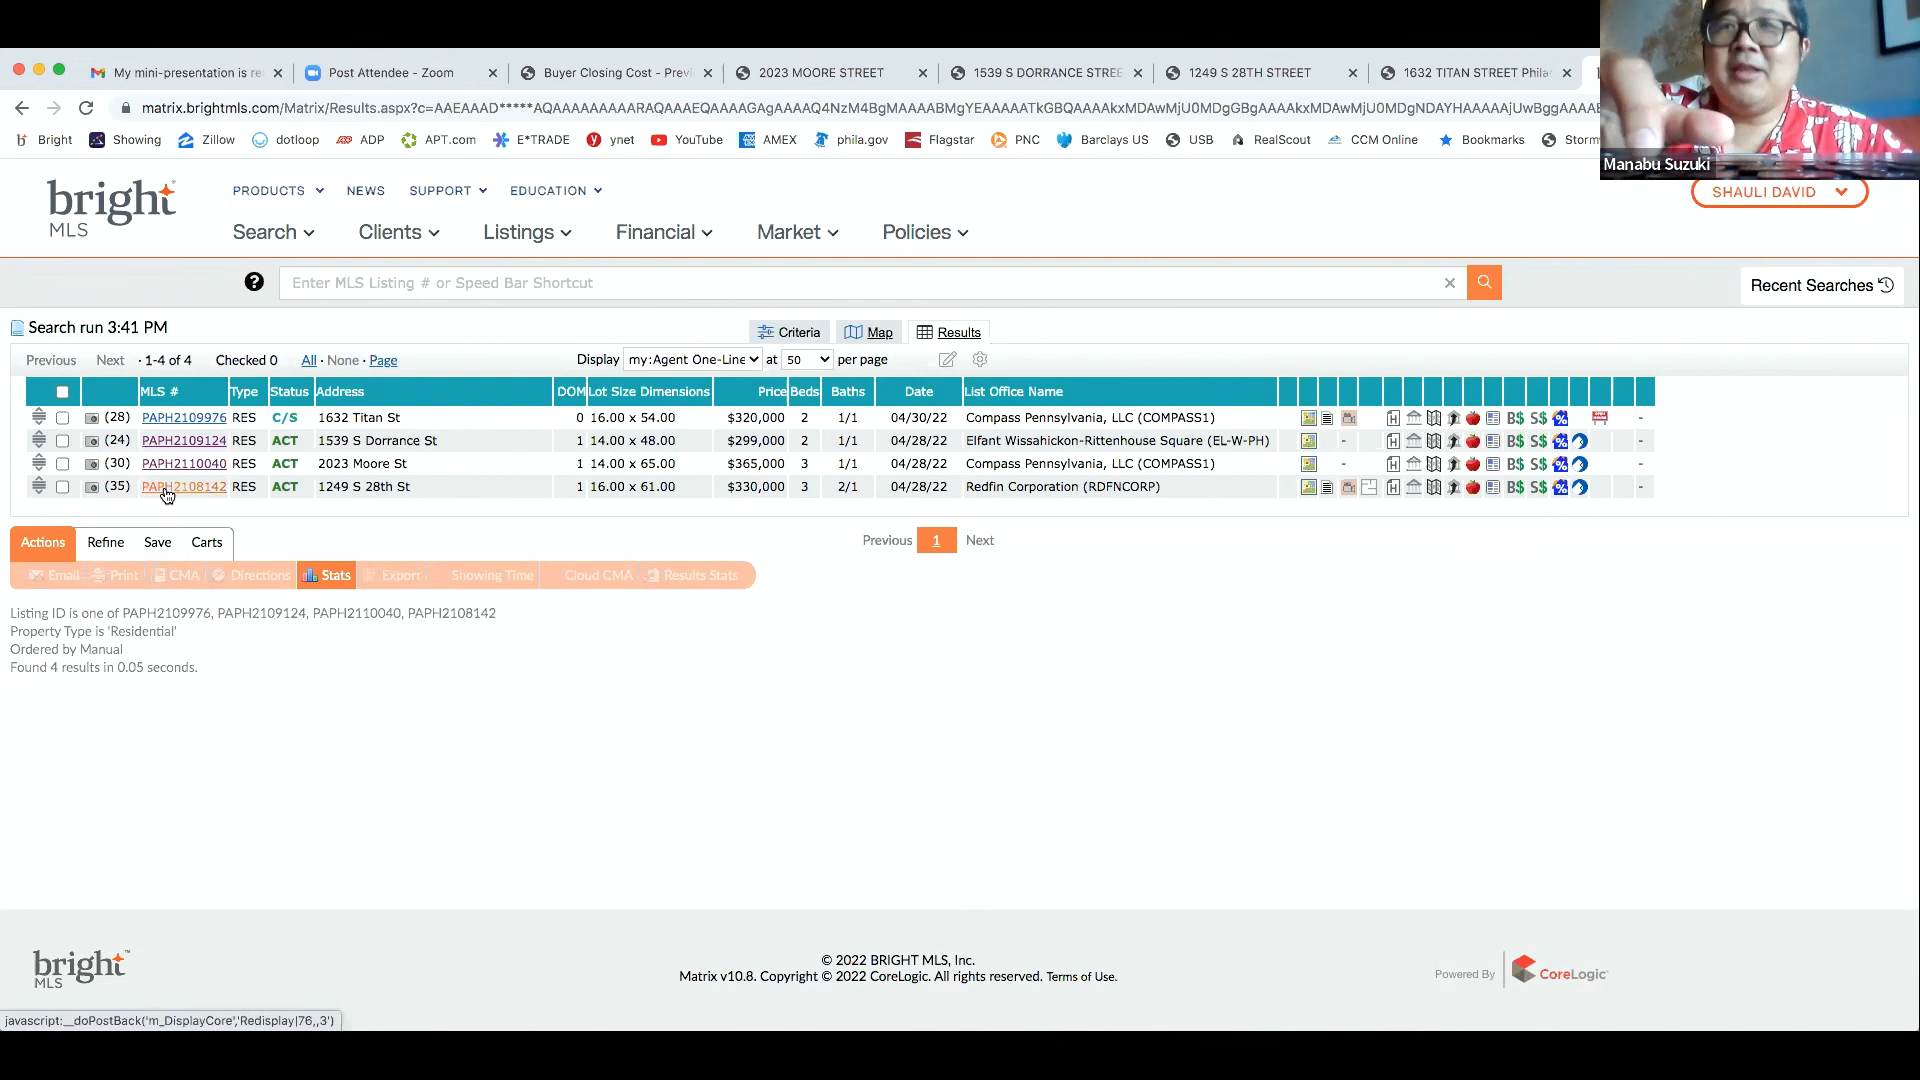 My mini-presentation is re
Post Attendee - Zoom
Buyer Closing Cost - Previ
2023 MOORE STREET
1539 S DORRANCE STREE
1249 S 28TH STREET
1632 TITAN STREET Phila
matrix.brightmls.com/Matrix/Results.aspx?c=AAEAAAD*****AQAAAAAAAAARAQAAAEQAAAAGAgAAAAQ4NzM4BgMAAAABMgYEAAAAATkGBQAAAAkxMDAwMjU0MDgGBgAAAAkxMDAwMjU0MDgNDAYHAAAAAjUwBggAAAAB
Bright
Showing
Zillow
dotloop
ADP
APT.com
E*TRADE
ynet
YouTube
AMEX
phila.gov
Flagstar
PNC
Barclays US
USB
RealScout
CCM Online
Bookmarks
Storm
Manabu Suzuki
bright
MLS
PRODUCTS
NEWS
SUPPORT
EDUCATION
SHAULI DAVID
Search
Clients
Listings
Financial
Market
Policies
?
Enter MLS Listing # or Speed Bar Shortcut
Recent Searches
Search run 3:41 PM
Criteria
Map
Results
Previous Next · 1-4 of 4 Checked 0 All · None · Page
Display my:Agent One-Line at 50 per page
MLS # Type Status Address DOM Lot Size Dimensions Price Beds Baths Date List Office Name
(28) PAPH2109976 RES C/S 1632 Titan St 0 16.00 x 54.00 $320,000 2 1/1 04/30/22 Compass Pennsylvania, LLC (COMPASS1) H B$ S$ % -
(24) PAPH2109124 RES ACT 1539 S Dorrance St 1 14.00 x 48.00 $299,000 2 1/1 04/28/22 Elfant Wissahickon-Rittenhouse Square (EL-W-PH) - H B$ S$ % -
(30) PAPH2110040 RES ACT 2023 Moore St 1 14.00 x 65.00 $365,000 3 1/1 04/28/22 Compass Pennsylvania, LLC (COMPASS1) - H B$ S$ % -
(35) PAPH2108142 RES ACT 1249 S 28th St 1 16.00 x 61.00 $330,000 3 2/1 04/28/22 Redfin Corporation (RDFNCORP) H B$ S$ % -
Actions Refine Save Carts
Previous 1 Next
Email Print CMA Directions Stats Export Showing Time Cloud CMA Results Stats
Listing ID is one of PAPH2109976, PAPH2109124, PAPH2110040, PAPH2108142
Property Type is 'Residential'
Ordered by Manual
Found 4 results in 0.05 seconds.
bright™
MLS
© 2022 BRIGHT MLS, Inc.
Matrix v10.8. Copyright © 2022 CoreLogic. All rights reserved. Terms of Use.
Powered By
CoreLogic
javascript:__doPostBack('m_DisplayCore','Redisplay|76,,3')